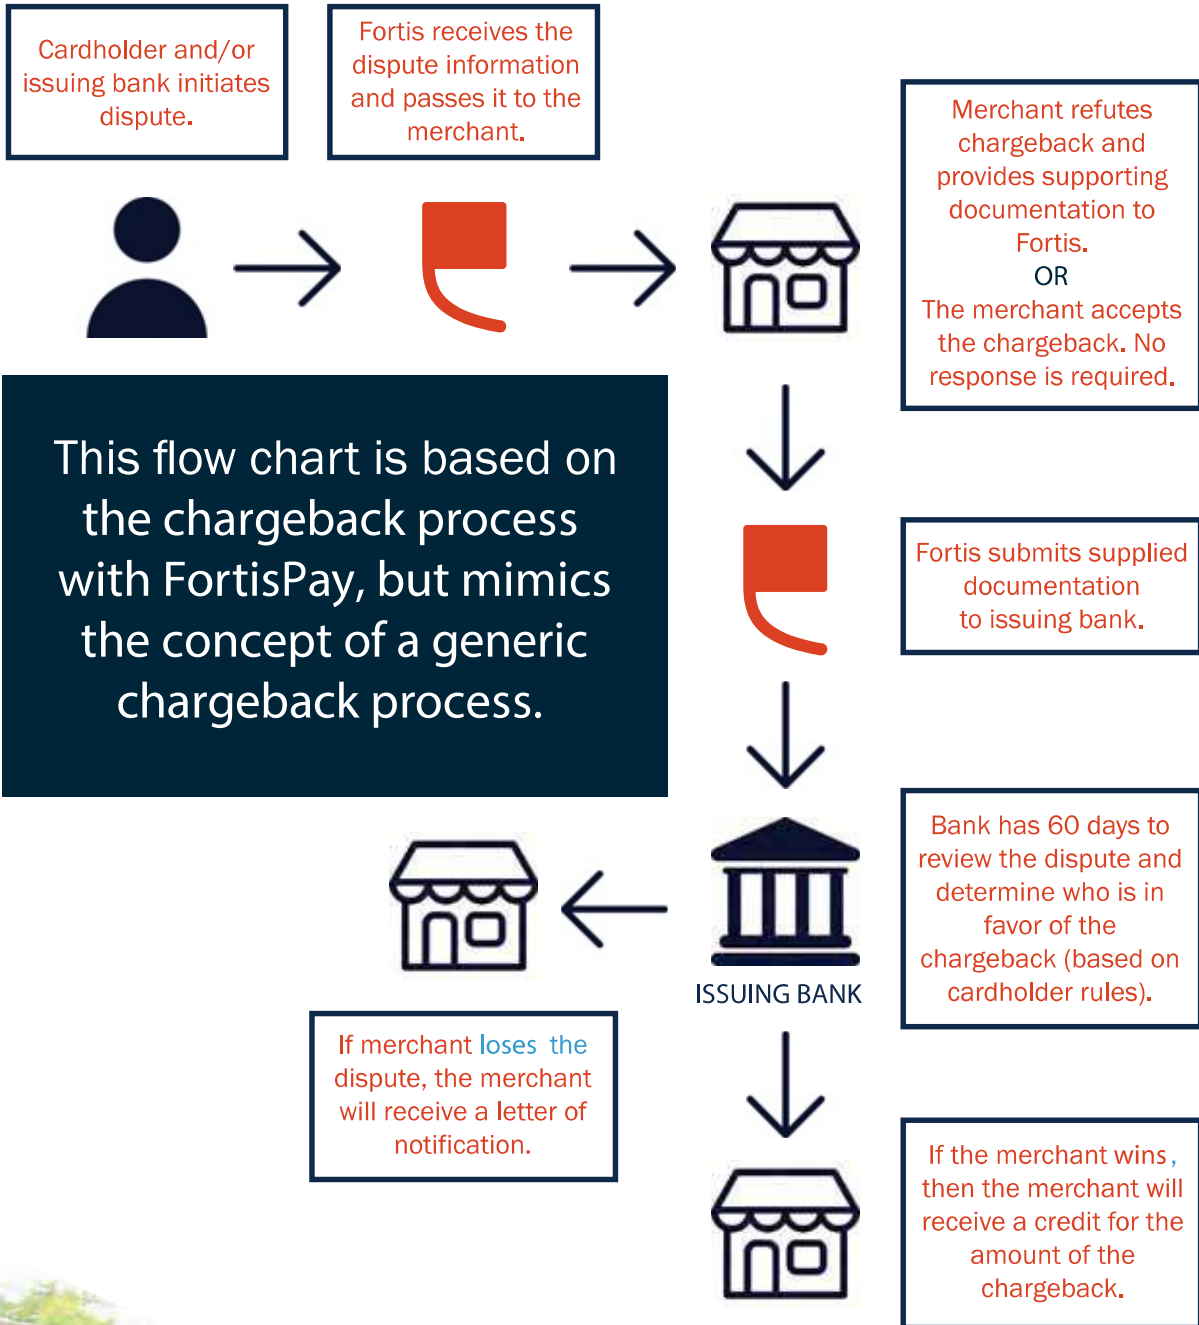 Cardholder and/or
issuing bank initiates
dispute.
Fortis receives the
dispute information
and passes it to the
merchant.
Merchant refutes
chargeback and
provides supporting
documentation to
Fortis.
OR
The merchant accepts
the chargeback. No
response is required.
This flow chart is based on
the chargeback process
with FortisPay, but mimics
the concept of a generic
chargeback process.
Fortis submits supplied
documentation
to issuing bank.
Bank has 60 days to
review the dispute and
determine who is in
favor of the
chargeback (based on
cardholder rules).
ISSUING BANK
If merchant loses the
dispute, the merchant
will receive a letter of
notification.
If the merchant wins,
then the merchant will
receive a credit for the
amount of the
chargeback.